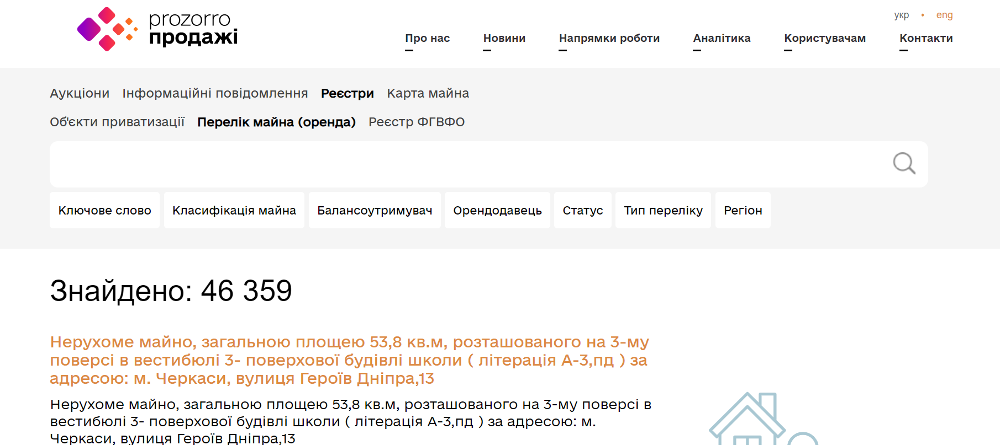 prozorro
продажі
укр • eng
Про нас Новини Напрямки роботи Аналітика Користувачам Контакти
Аукціони Інформаційні повідомлення Реєстри Карта майна
Об'єкти приватизації Перелік майна (оренда) Реєстр ФГВФО
Ключове слово Класифікація майна Балансоутримувач Орендодавець Статус Тип переліку Регіон
Знайдено: 46 359
Нерухоме майно, загальною площею 53,8 кв.м, розташованого на 3-му
поверсі в вестибюлі 3- поверхової будівлі школи ( літерація А-3,пд ) за
адресою: м. Черкаси, вулиця Героїв Дніпра,13
Нерухоме майно, загальною площею 53,8 кв.м, розташованого на 3-му поверсі в
вестибюлі 3- поверхової будівлі школи ( літерація А-3,пд ) за адресою: м.
Черкаси, вулиця Героїв Дніпра,13